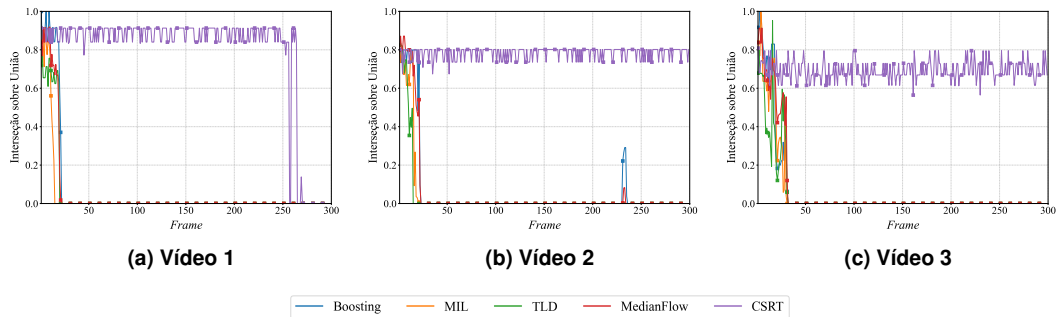 1.0
0.8
0.6
0.4
0.2
0.0
Interseção sobre União
50 100 150 200 250 300
Frame
(a) Vídeo 1
1.0
0.8
0.6
0.4
0.2
0.0
Interseção sobre União
50 100 150 200 250 300
Frame
(b) Vídeo 2
1.0
0.8
0.6
0.4
0.2
0.0
Interseção sobre União
50 100 150 200 250 300
Frame
(c) Vídeo 3
Boosting MIL TLD MedianFlow CSRT